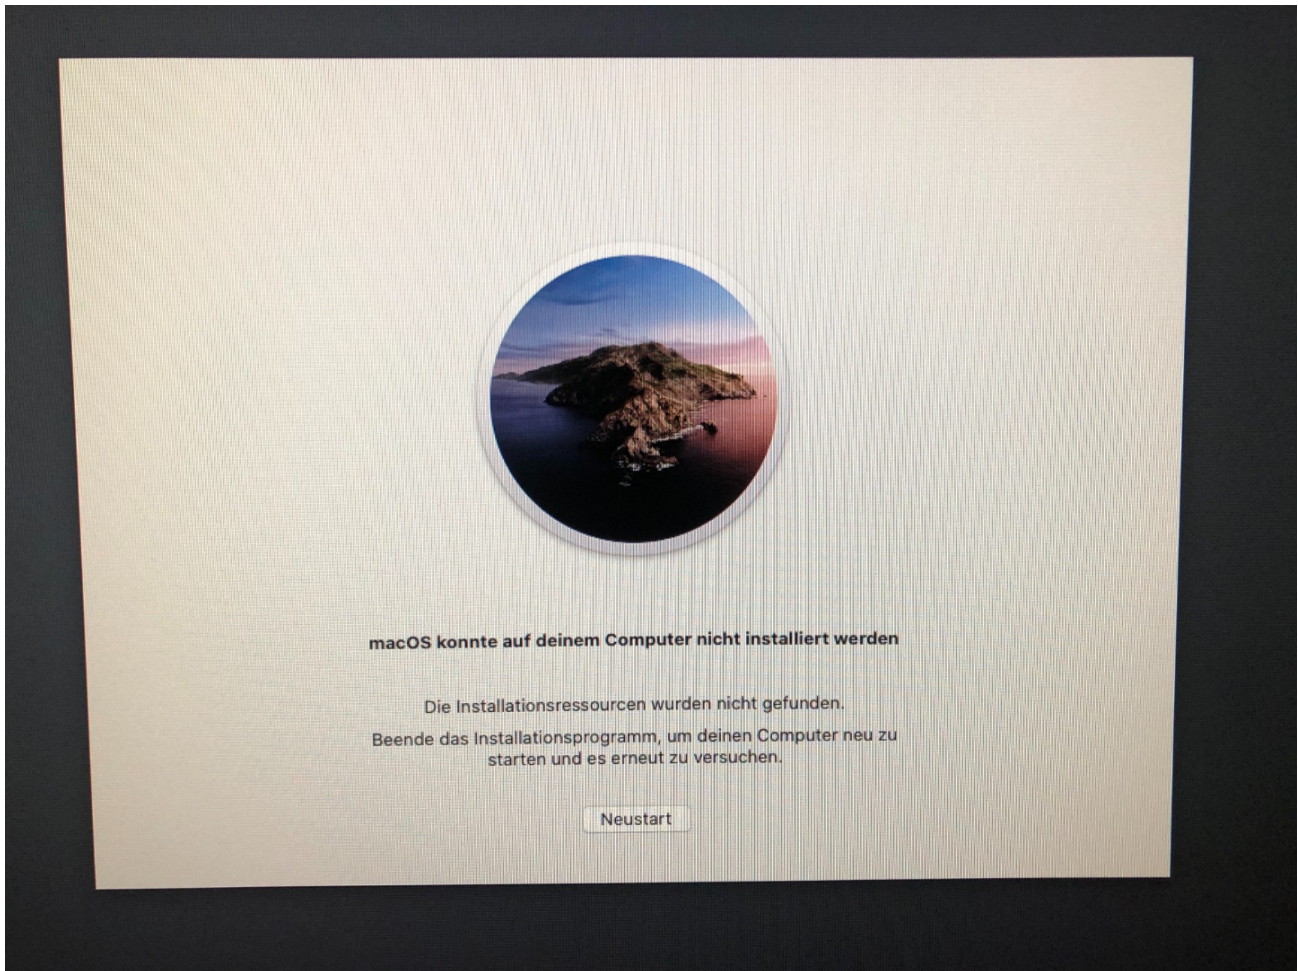 macOS konnte auf deinem Computer nicht installiert werden
Die Installationsressourcen wurden nicht gefunden.
Beende das Installationsprogramm, um deinen Computer neu zu
starten und es erneut zu versuchen.
Neustart